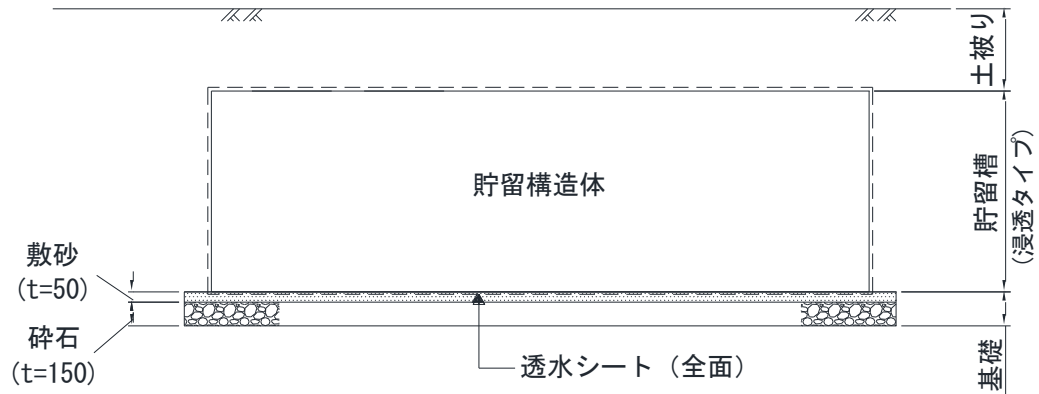 土被り
貯留槽
(浸透タイプ)
貯留構造体
敷砂
(t=50)
砕石
(t=150)
透水シート（全面）
基礎